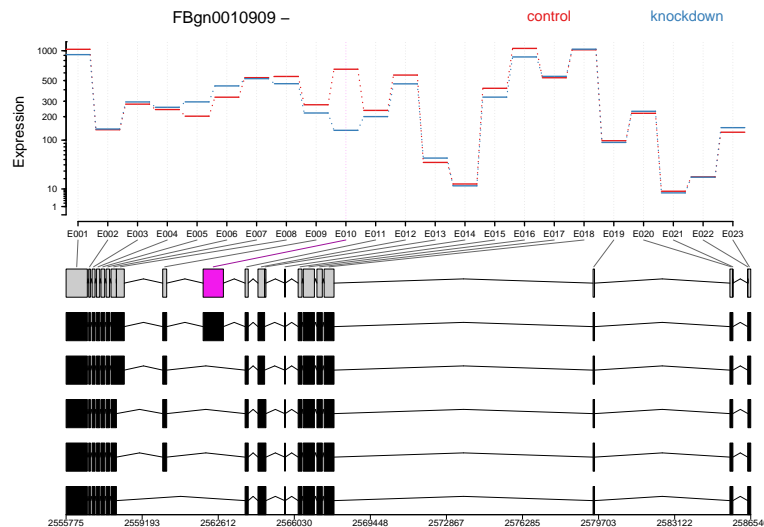 FBgn0010909 –
control
knockdown
Expression
1000
500
300
200
100
10
1
E001 E002 E003 E004 E005 E006 E007 E008 E009 E010 E011 E012 E013 E014 E015 E016 E017 E018 E019 E020 E021 E022 E023
2555775 2559193 2562612 2566030 2569448 2572867 2576285 2579703 2583122 258654